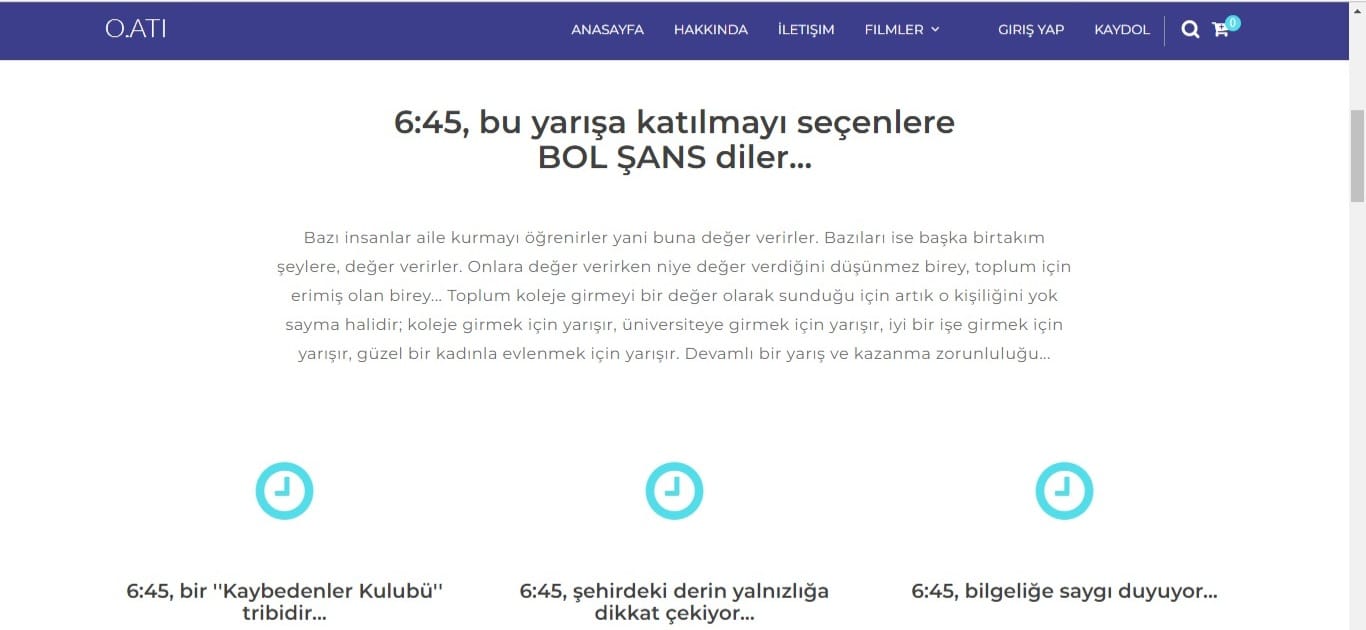 O.ATI
ANASAYFA HAKKINDA İLETIŞIM FILMLER GIRIŞ YAP KAYDOL 0
6:45, bu yarışa katılmayı seçenlere
BOL ŞANS diler...
Bazı insanlar aile kurmayı öğrenirler yani buna değer verirler. Bazıları ise başka birtakım
şeylere, değer verirler. Onlara değer verirken niye değer verdiğini düşünmez birey, toplum için
erimiş olan birey... Toplum koleje girmeyi bir değer olarak sunduğu için artık o kişiliğini yok
sayma halidir; koleje girmek için yarışır, üniversiteye girmek için yarışır, iyi bir işe girmek için
yarışır, güzel bir kadınla evlenmek için yarışır. Devamlı bir yarış ve kazanma zorunluluğu...
6:45, bir ''Kaybedenler Kulubü''
tribidir...
6:45, şehirdeki derin yalnızlığa
dikkat çekiyor...
6:45, bilgeliğe saygı duyuyor...